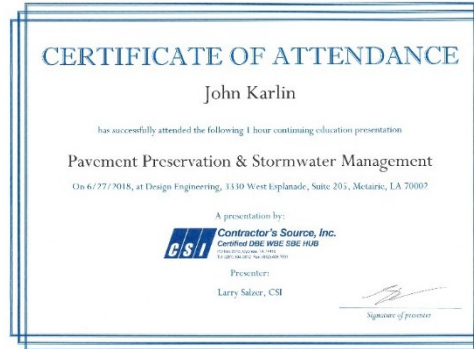 CERTIFICATE OF ATTENDANCE
John Karlin
has successfully attended the following 1 hour continuing education presentation
Pavement Preservation & Stormwater Management
On 6/27/2018, at Design Engineering, 3330 West Esplanade, Suite 205, Metairie, LA 70002
A presentation by:
CSI
Contractor's Source, Inc.
Certified DBE WBE SBE HUB
Presenter:
Larry Salzer, CSI
Signature of presenter